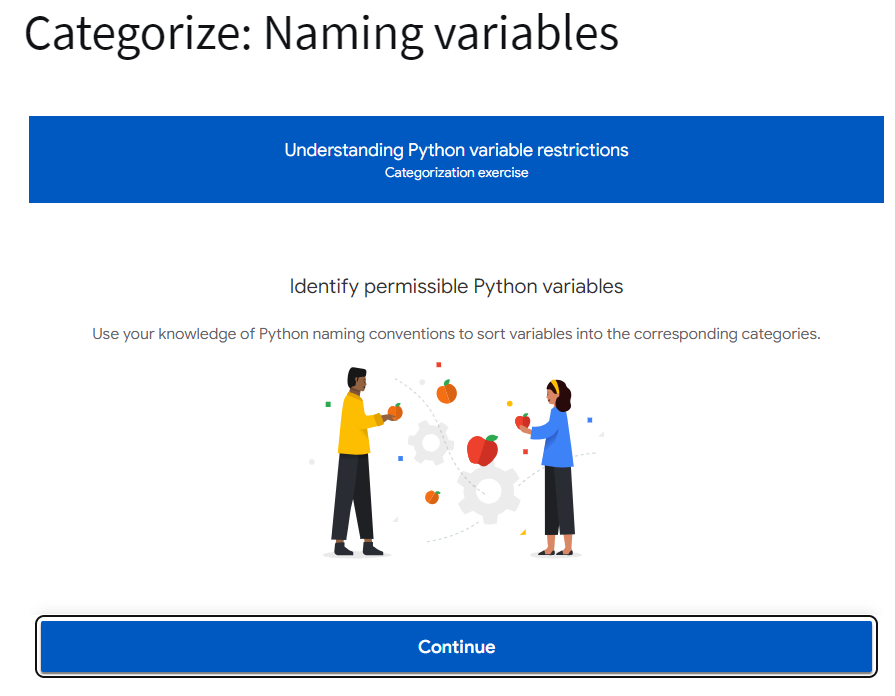 Categorize: Naming variables
Understanding Python variable restrictions
Categorization exercise
Identify permissible Python variables
Use your knowledge of Python naming conventions to sort variables into the corresponding categories.
Continue